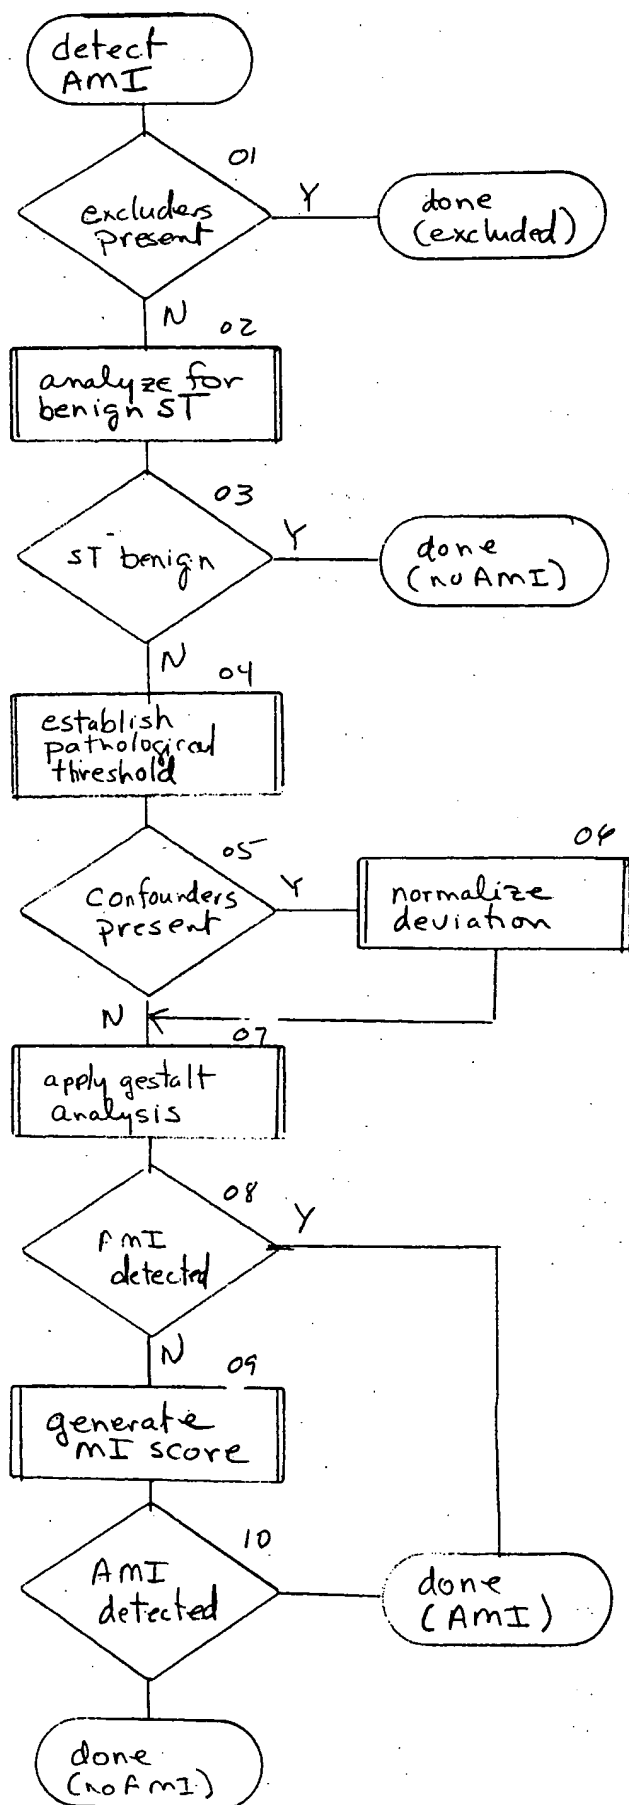 detect
AMI
01
excluders
present
Y
done
(excluded)
N
02
analyze for
benign ST
03
ST benign
Y
done
(no AMI)
N
04
establish
pathological
threshold
05
Confounders
present
Y
06
normalize
deviation
N
07
apply gestalt
analysis
08
AMI
detected
Y
N
09
generate
MI score
10
AMI
detected
done
(AMI)
done
(no AMI)